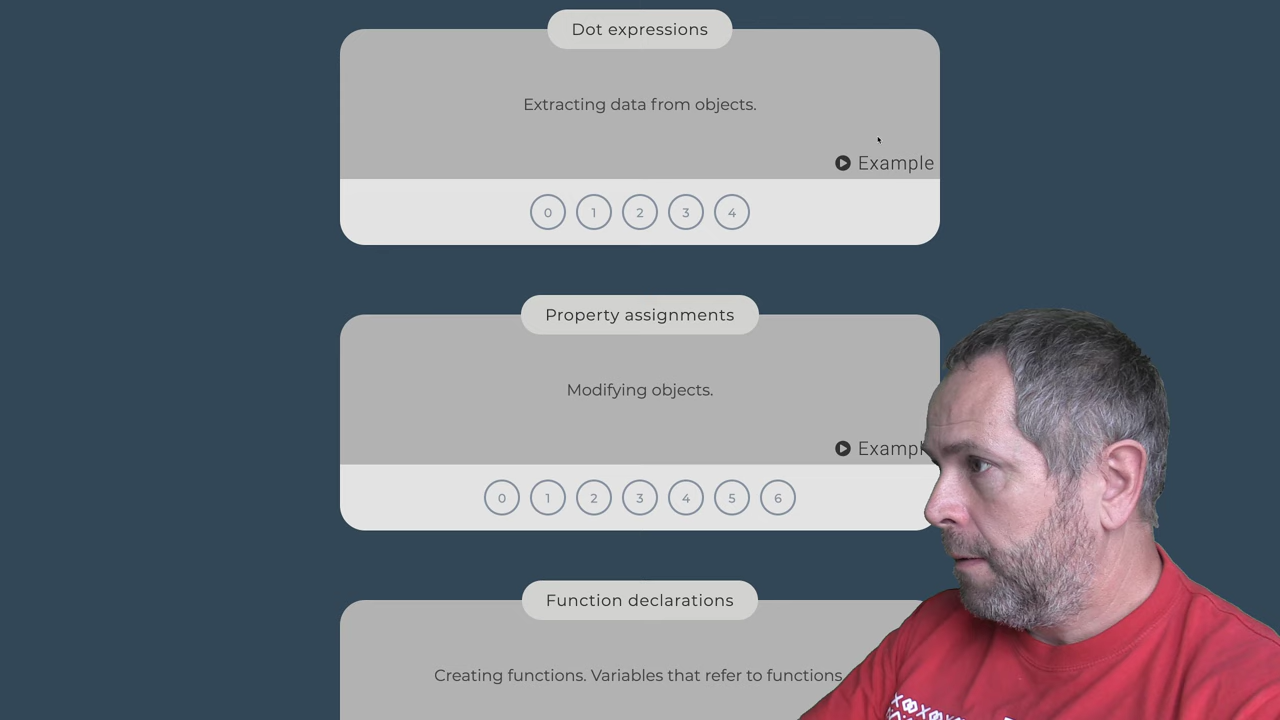 Dot expressions
Extracting data from objects.
Example
0 1 2 3 4
Property assignments
Modifying objects.
0 1 2 3 4 5 6
Function declarations
Creating functions. Variables that refer to functions